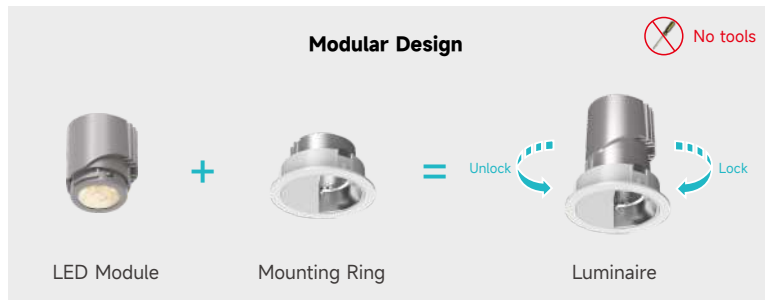 Modular Design
No tools
Unlock
Lock
LED Module
Mounting Ring
Luminaire